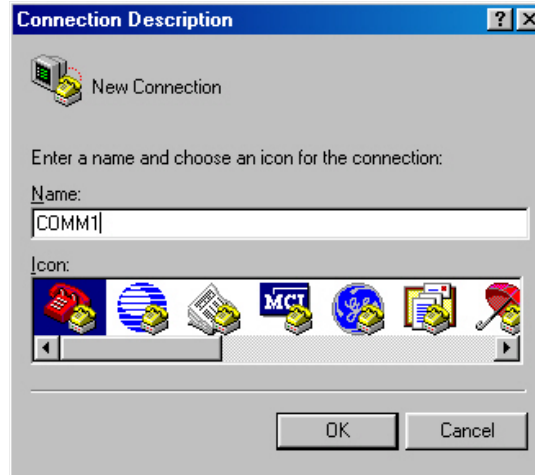 Connection Description
New Connection
Enter a name and choose an icon for the connection:
Name:
COMM1
Icon:
MCI
OK
Cancel